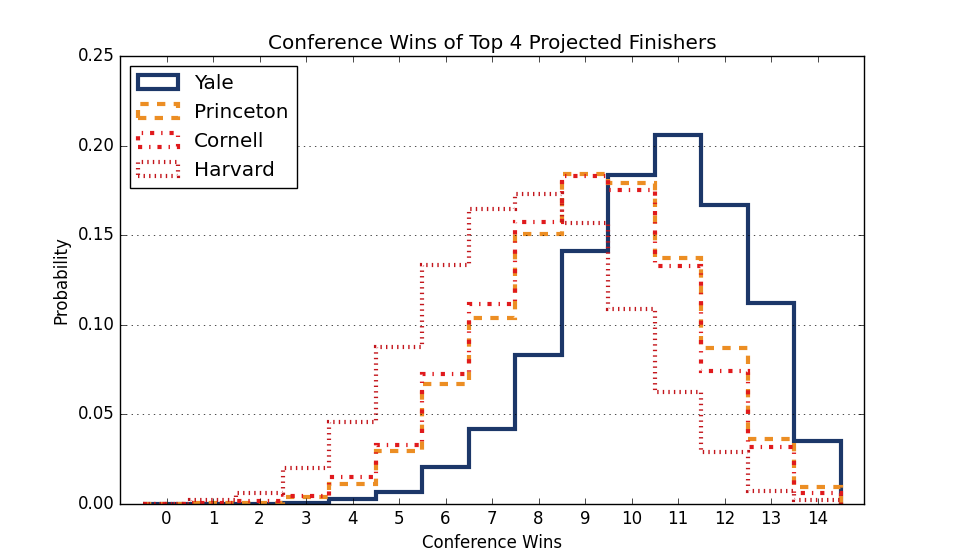 Conference Wins of Top 4 Projected Finishers
0.25
0.20
0.15
0.10
0.05
0.00
Probability
Yale
Princeton
Cornell
Harvard
0 1 2 3 4 5 6 7 8 9 10 11 12 13 14
Conference Wins